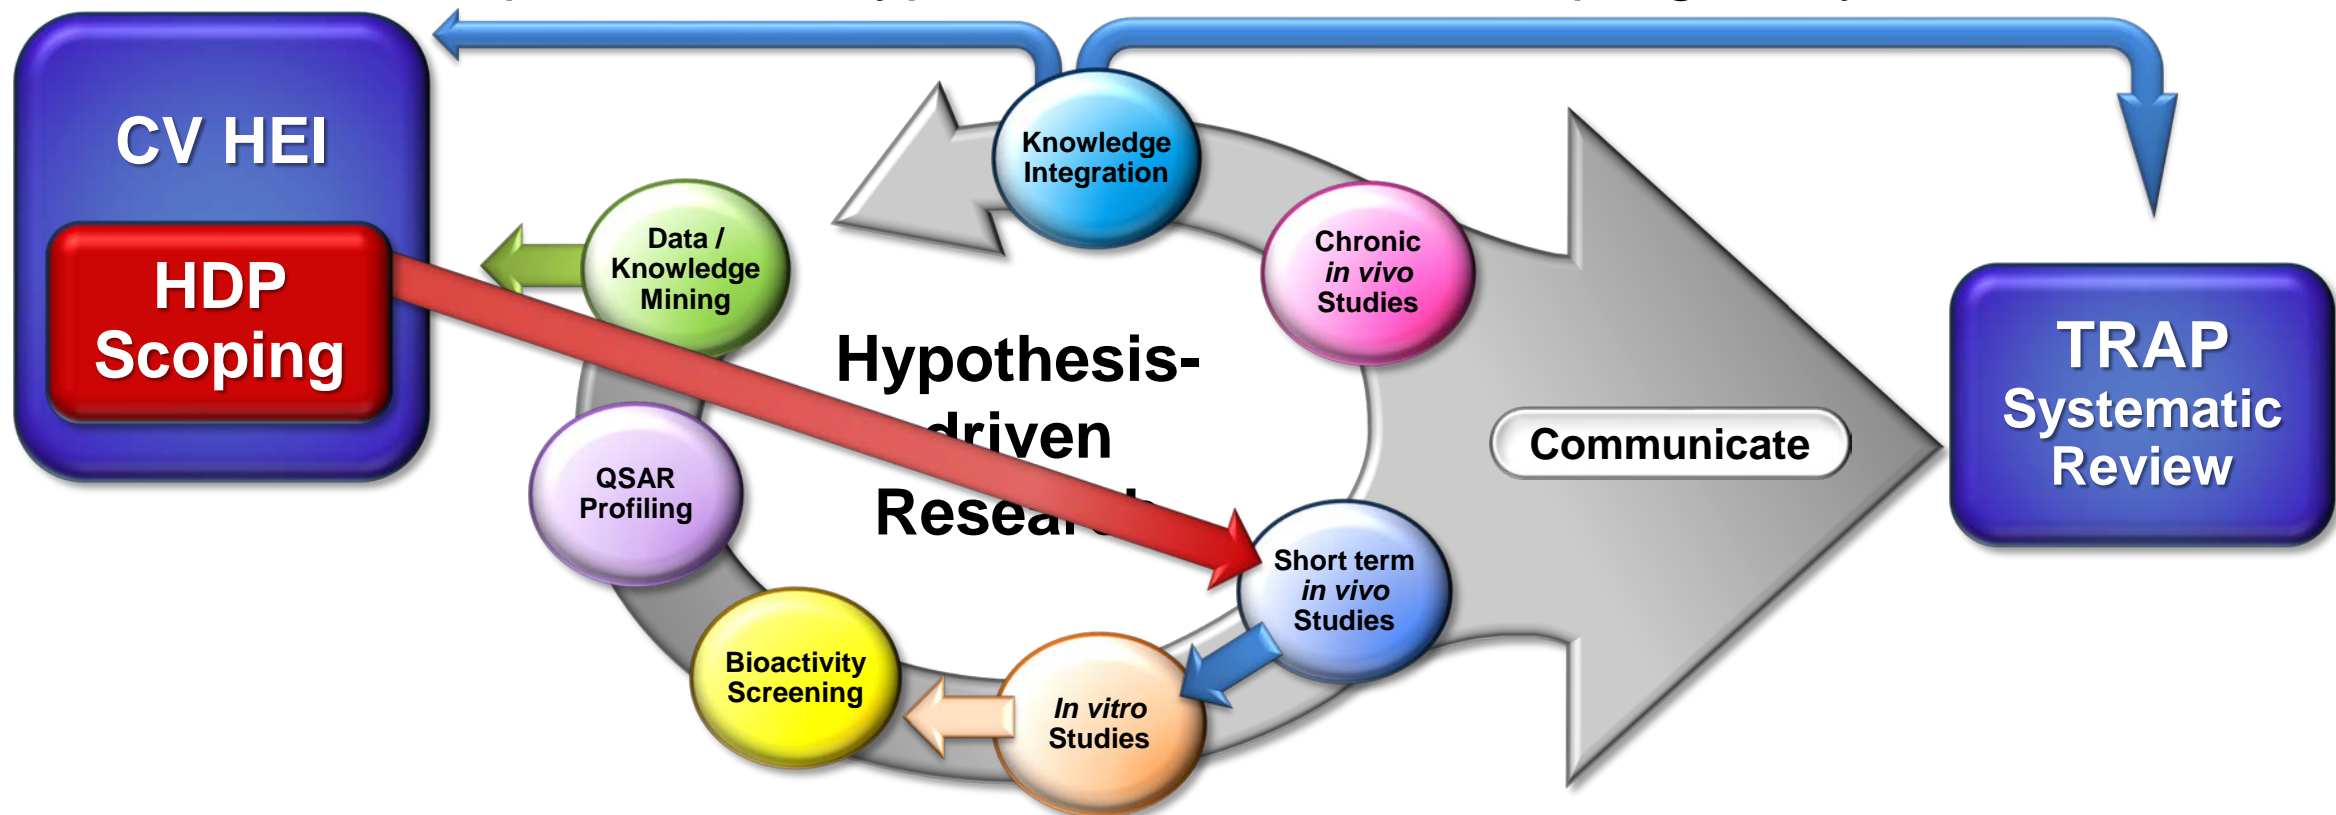 CV HEI
HDP
Scoping
Knowledge
Integration
Data /
Knowledge
Mining
Chronic
in vivo
Studies
Hypothesis-
driven
Research
QSAR
Profiling
Communicate
TRAP
Systematic
Review
Short term
in vivo
Studies
Bioactivity
Screening
In vitro
Studies